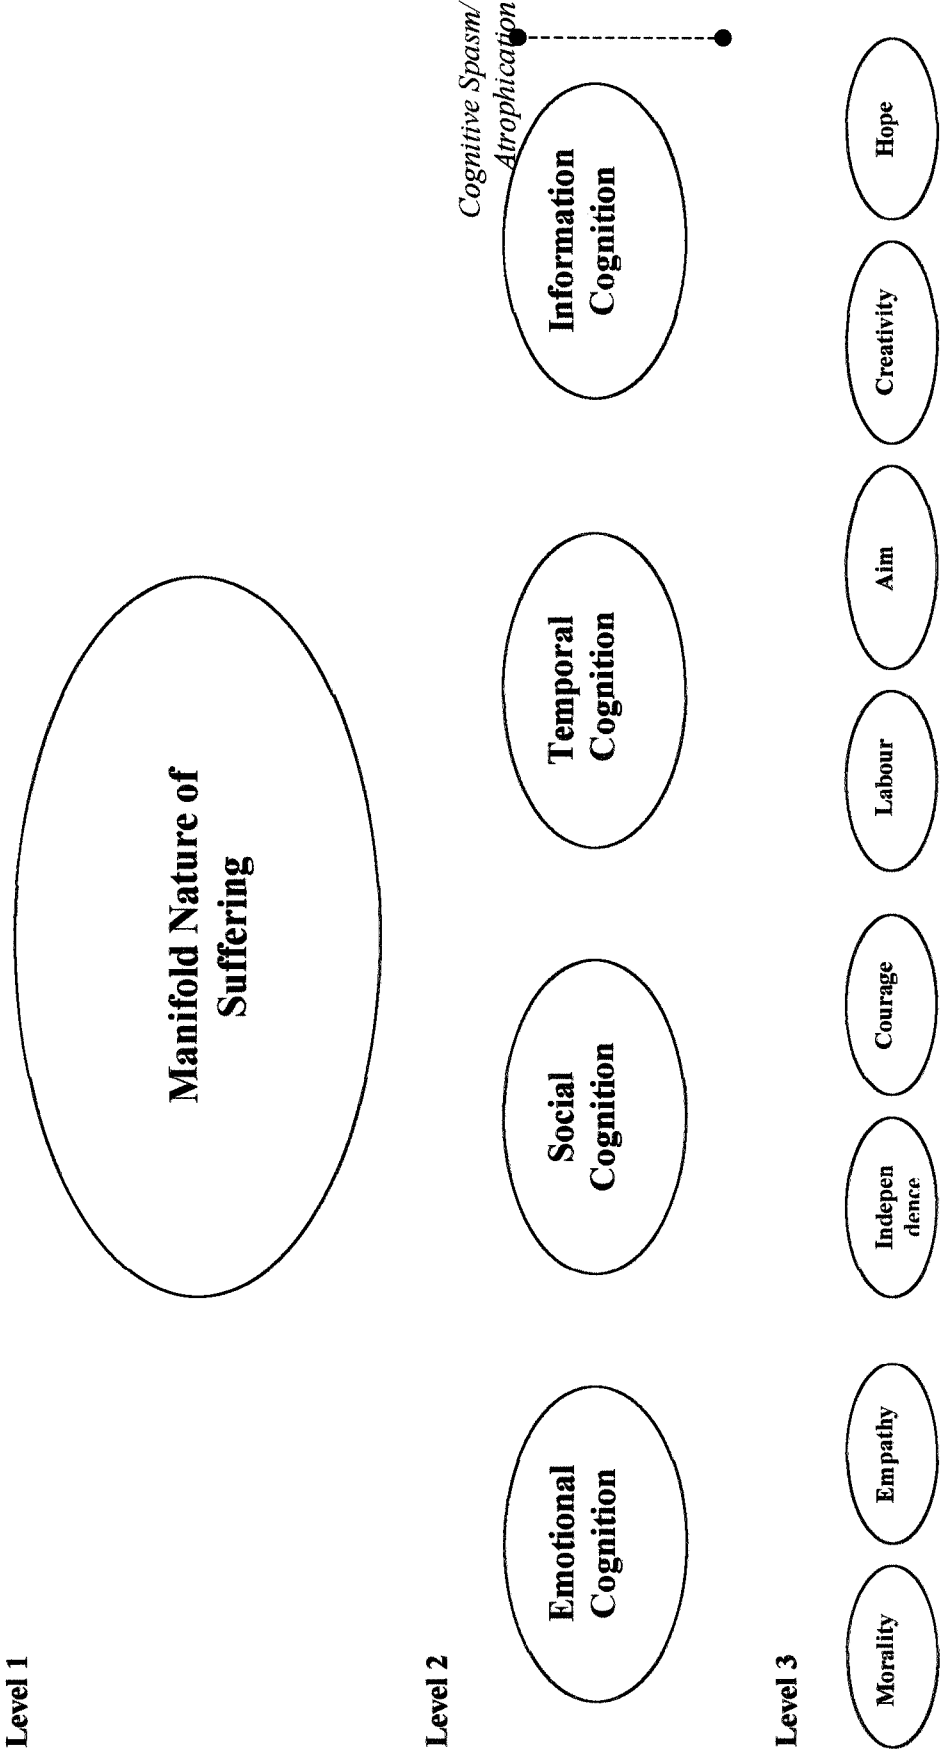 Level 1
Manifold Nature of
Suffering
Level 2
Emotional
Cognition
Social
Cognition
Temporal
Cognition
Information
Cognition
Cognitive Spasm/
Atrophication
Level 3
Morality
Empathy
Indepen
dence
Courage
Labour
Aim
Creativity
Hope